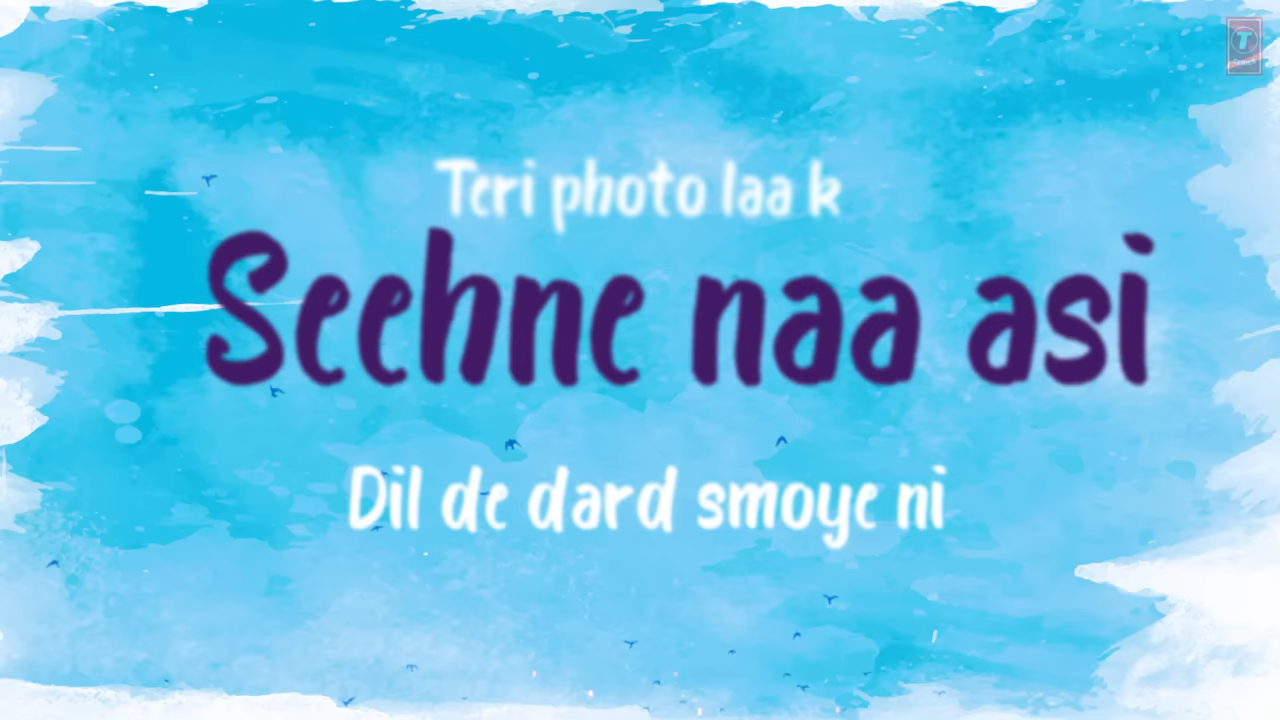 Teri photo laa k
Seehne naa asi
Dil de dard smoye ni